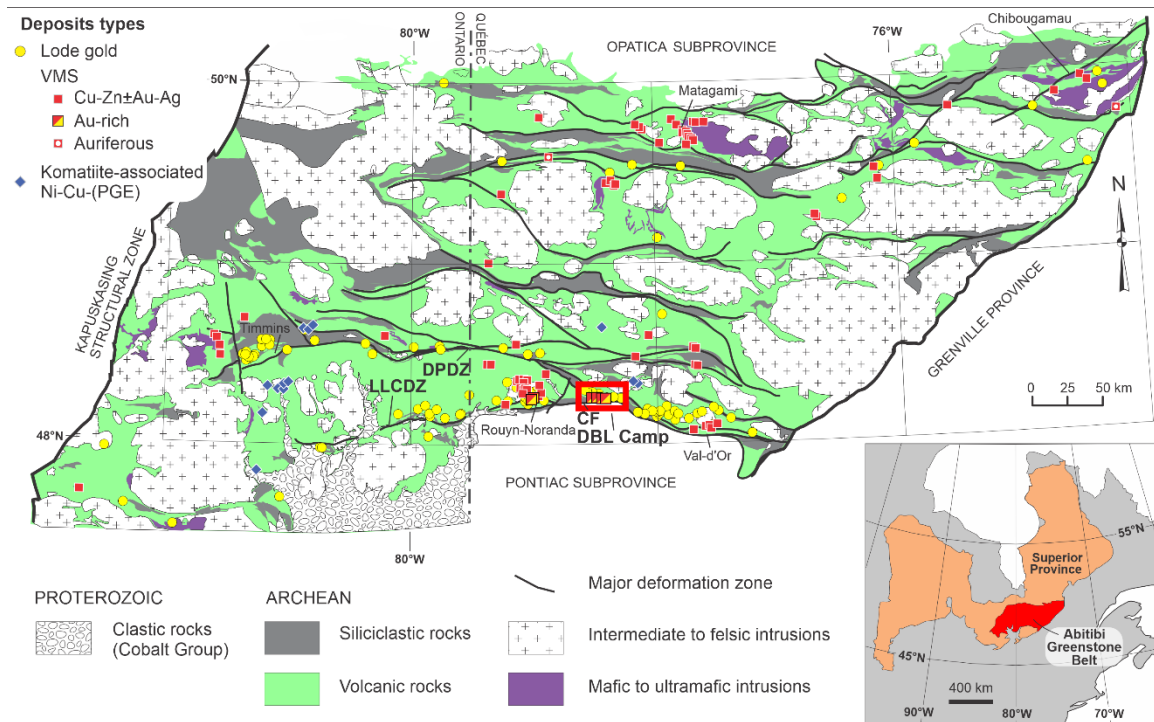 Deposits types
Lode gold
VMS
Cu-Zn±Au-Ag
Au-rich
Auriferous
Komatiite-associated
Ni-Cu-(PGE)
80°W
ONTARIO
QUÉBEC
76°W
OPATICA SUBPROVINCE
Chibougamau
50°N
Matagami
N
KAPUSKASING
STRUCTURAL ZONE
GRENVILLE PROVINCE
Timmins
DPDZ
LLCDZ
0 25 50 km
CF
DBL Camp
Rouyn-Noranda
Val-d'Or
48°N
PONTIAC SUBPROVINCE
80°W
PROTEROZOIC
Clastic rocks
(Cobalt Group)
ARCHEAN
Siliciclastic rocks
Volcanic rocks
Major deformation zone
Intermediate to felsic intrusions
Mafic to ultramafic intrusions
55°N
Superior
Province
Abitibi
Greenstone
Belt
45°N
400 km
90°W
80°W
70°W